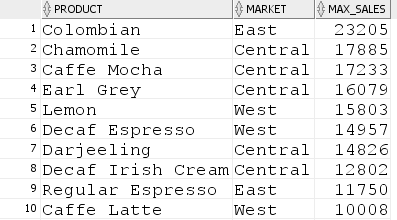 PRODUCT MARKET MAX_SALES
1 Colombian East 23205
2 Chamomile Central 17885
3 Caffe Mocha Central 17233
4 Earl Grey Central 16079
5 Lemon West 15803
6 Decaf Espresso West 14957
7 Darjeeling Central 14826
8 Decaf Irish Cream Central 12802
9 Regular Espresso East 11750
10 Caffe Latte West 10008